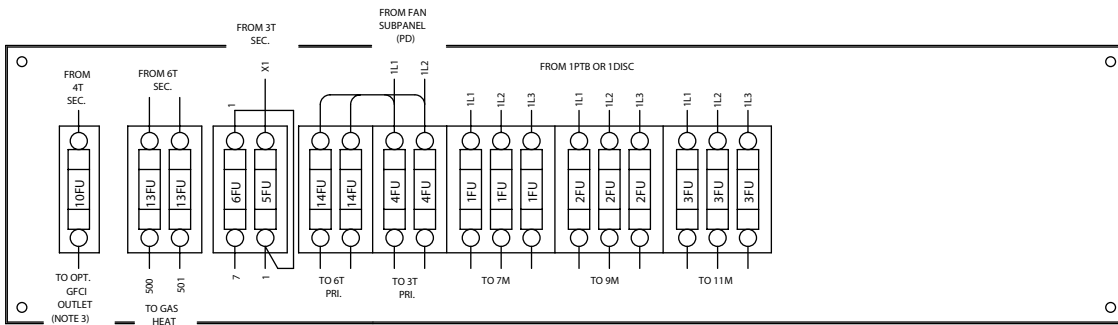 FROM 3T
SEC.
FROM FAN
SUBPANEL
(PD)
FROM
4T
SEC.
FROM 6T
SEC.
X1
1L1
1L2
FROM 1PTB OR 1DISC
1
1L1
1L2
1L3
2L1
1L2
1L3
1L1
1L2
1L3
10FU
13FU
13FU
6FU
5FU
14FU
14FU
4FU
4FU
1FU
1FU
1FU
2FU
2FU
2FU
3FU
3FU
3FU
TO OPT.
GFCI
OUTLET
(NOTE 3)
500
501
TO GAS
HEAT
7
1
TO 6T
PRI.
TO 3T
PRI.
TO 7M
TO 9M
TO 11M